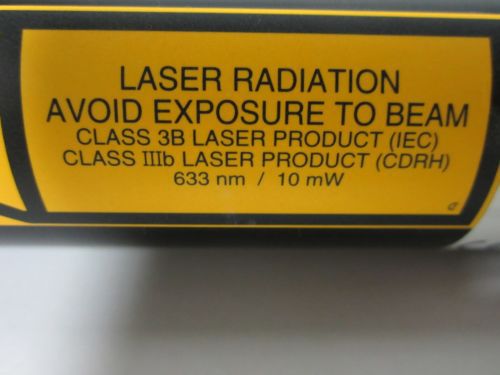 LASER RADIATION
AVOID EXPOSURE TO BEAM
CLASS 3B LASER PRODUCT (IEC)
CLASS IIIb LASER PRODUCT (CDRH)
633 nm / 10 mW